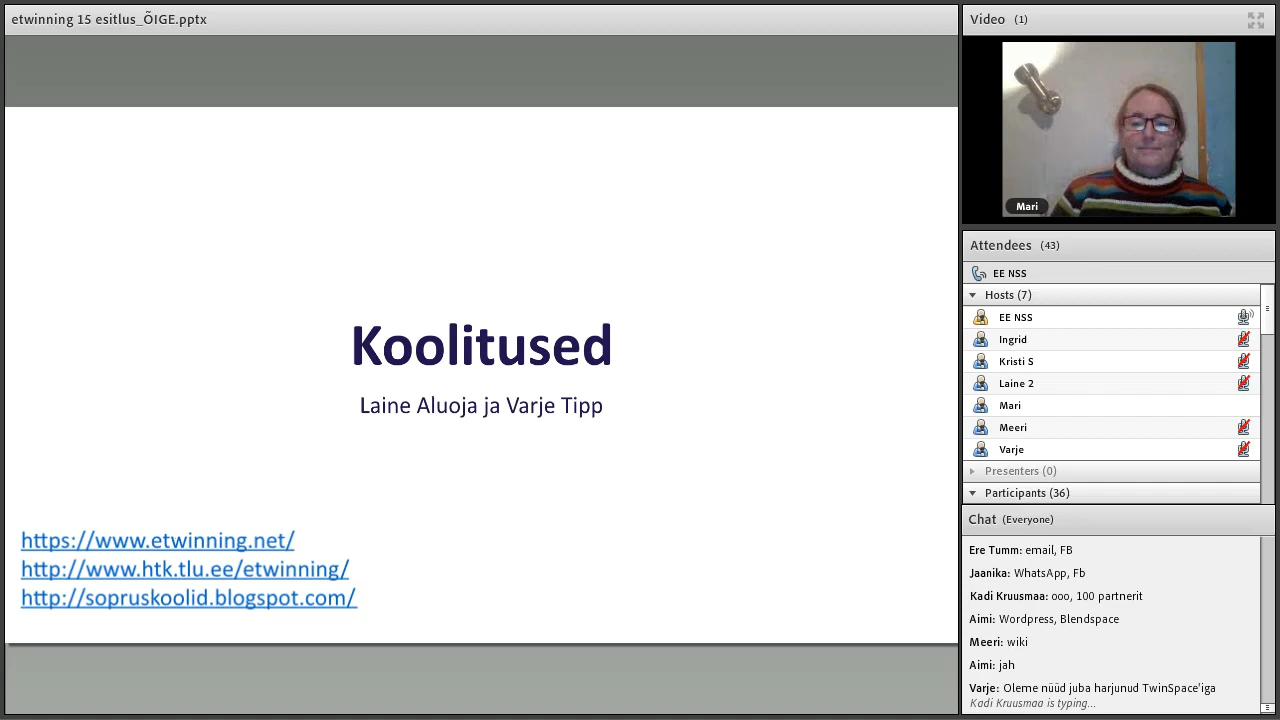 etwinning 15 esitlus_ÕIGE.pptx
Koolitused
Laine Aluoja ja Varje Tipp
https://www.etwinning.net/
http://www.htk.tlu.ee/etwinning/
http://sopruskoolid.blogspot.com/
Video (1)
Mari
Attendees (43)
EE NSS
Hosts (7)
EE NSS
Ingrid
Kristi S
Laine 2
Mari
Meeri
Varje
Presenters (0)
Participants (36)
Chat (Everyone)
Ere Tumm: email, FB
Jaanika: WhatsApp, Fb
Kadi Kruusmaa: ooo, 100 partnerit
Aimi: Wordpress, Blendspace
Meeri: wiki
Aimi: jah
Varje: Oleme nüüd juba harjunud TwinSpace'iga
Kadi Kruusmaa is typing...